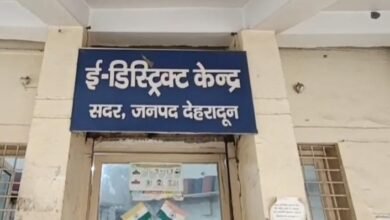 ई-डिस्ट्रिक्ट केन्द्र
सदर, जनपद देहरादून